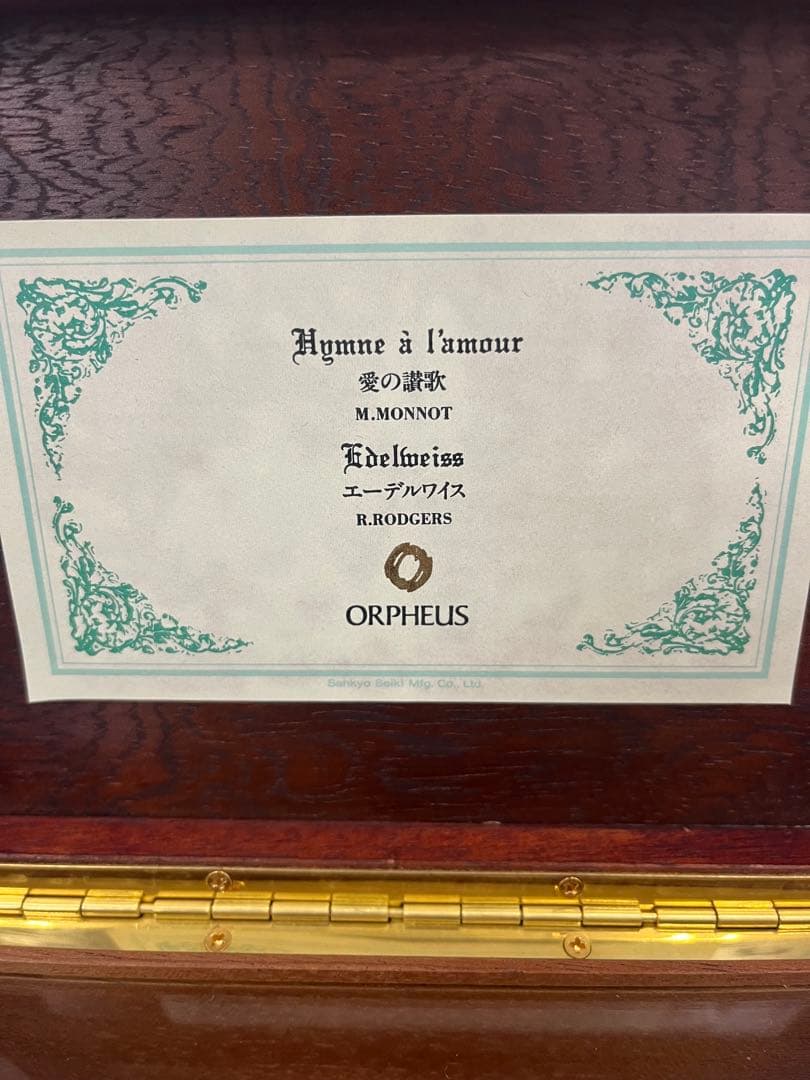 Hymne à l'amour
愛の讃歌
M.MONNOT
Edelweiss
エーデルワイス
R.RODGERS
ORPHEUS
Sankyo Seiki Mfg. Co., Ltd.